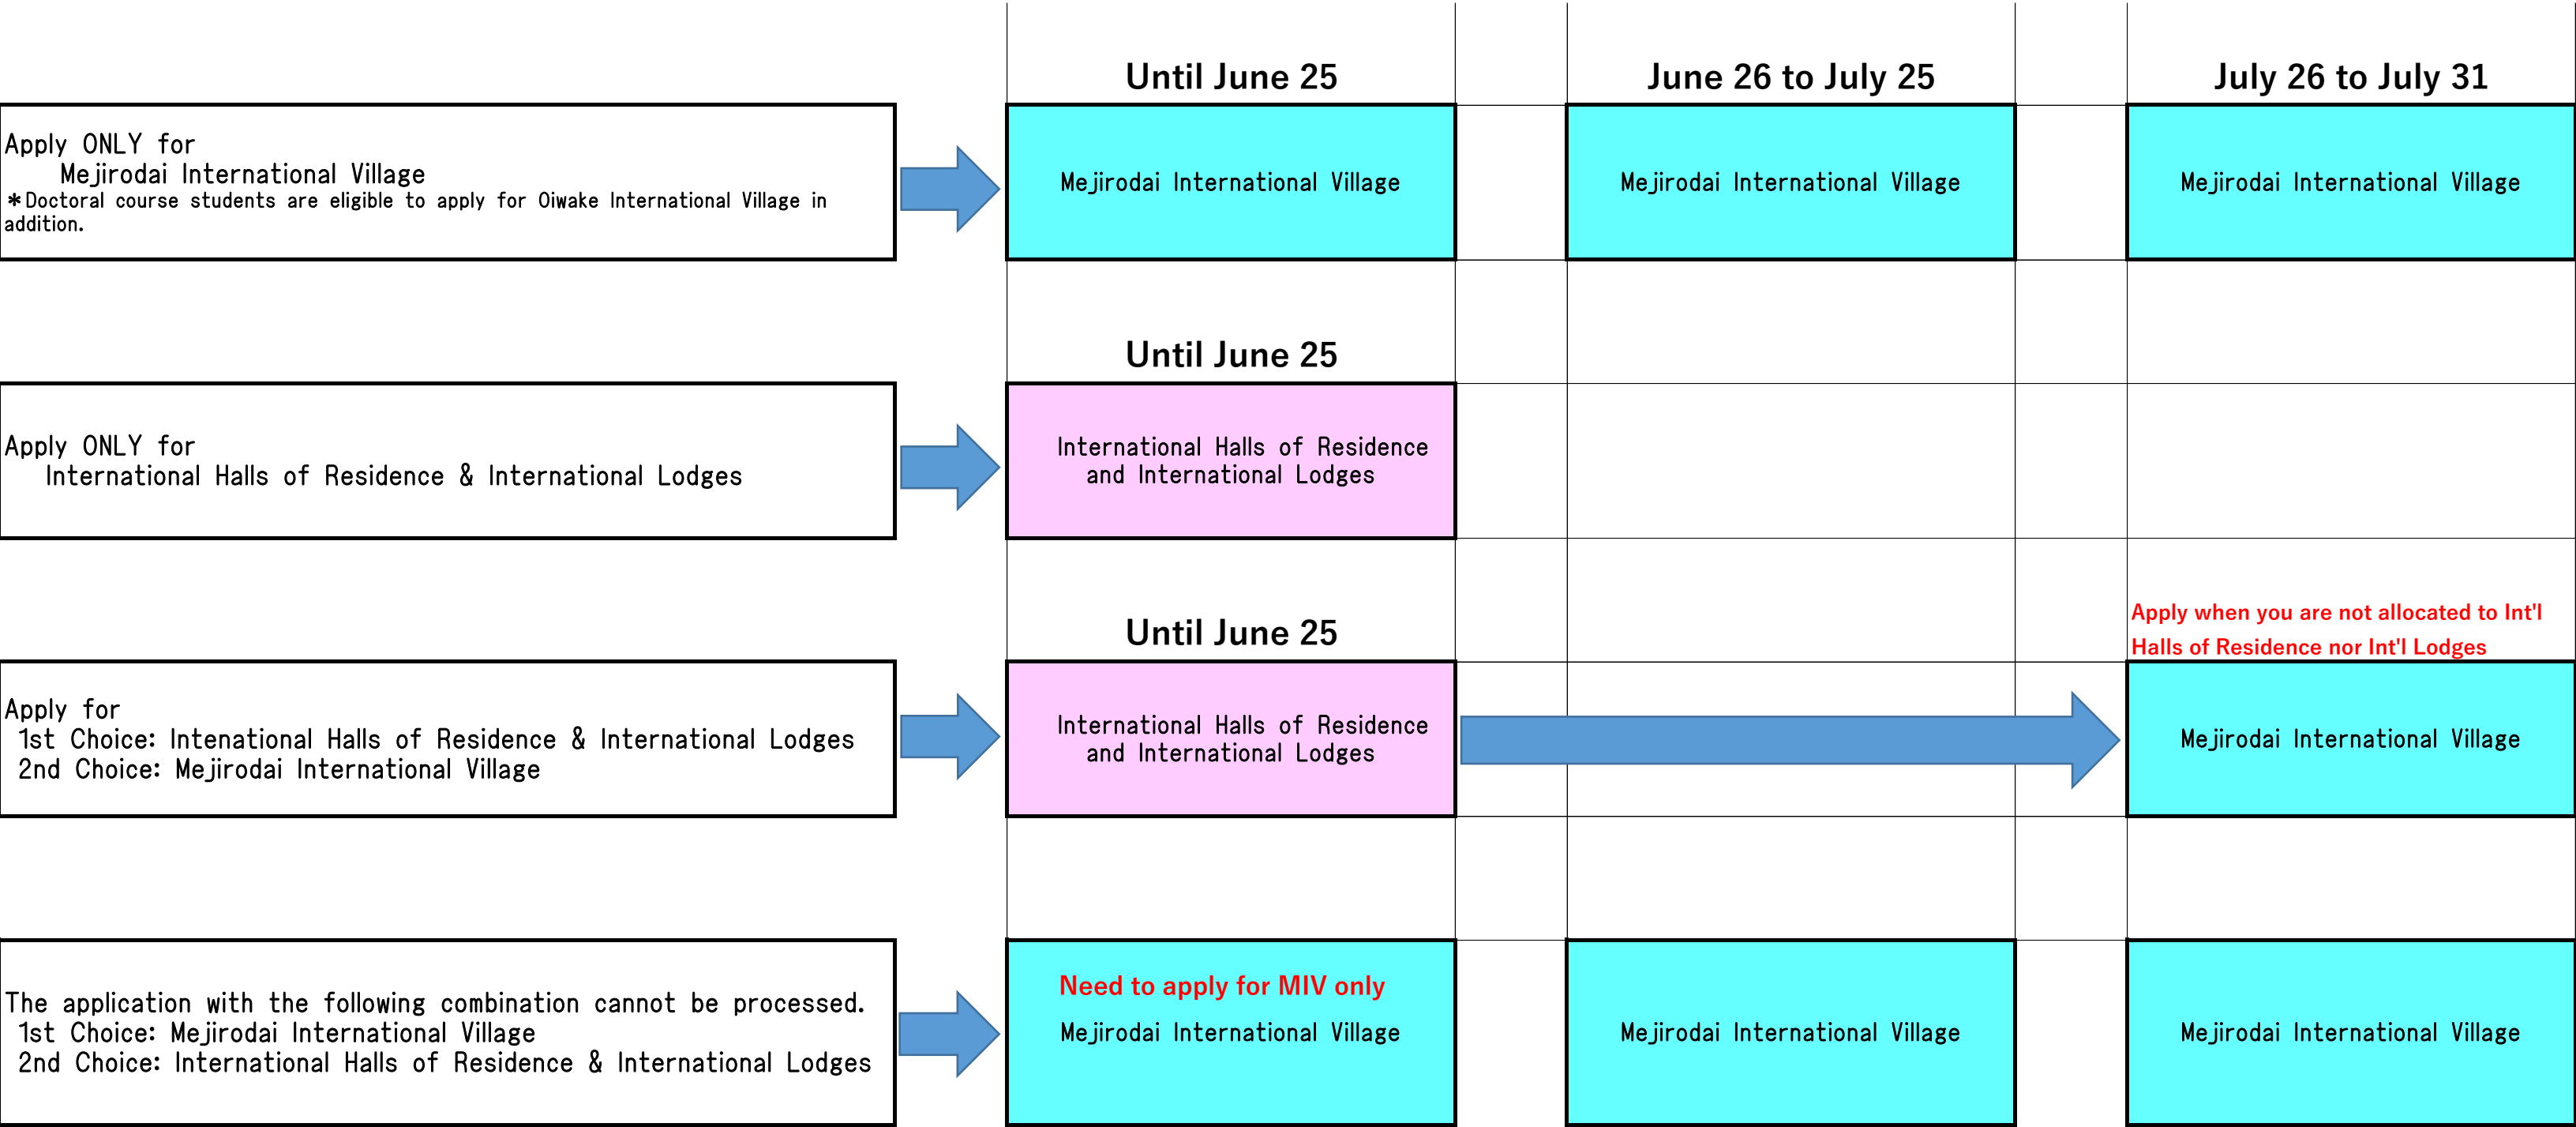 Until June 25
June 26 to July 25
July 26 to July 31
Apply ONLY for
Mejirodai International Village
*Doctoral course students are eligible to apply for Oiwake International Village in
addition.
Mejirodai International Village
Mejirodai International Village
Mejirodai International Village
Until June 25
Apply ONLY for
International Halls of Residence & International Lodges
International Halls of Residence
and International Lodges
Until June 25
Apply when you are not allocated to Int'l
Halls of Residence nor Int'l Lodges
Apply for
1st Choice: Intenational Halls of Residence & International Lodges
2nd Choice: Mejirodai International Village
International Halls of Residence
and International Lodges
Mejirodai International Village
The application with the following combination cannot be processed.
1st Choice: Mejirodai International Village
2nd Choice: International Halls of Residence & International Lodges
Need to apply for MIV only
Mejirodai International Village
Mejirodai International Village
Mejirodai International Village